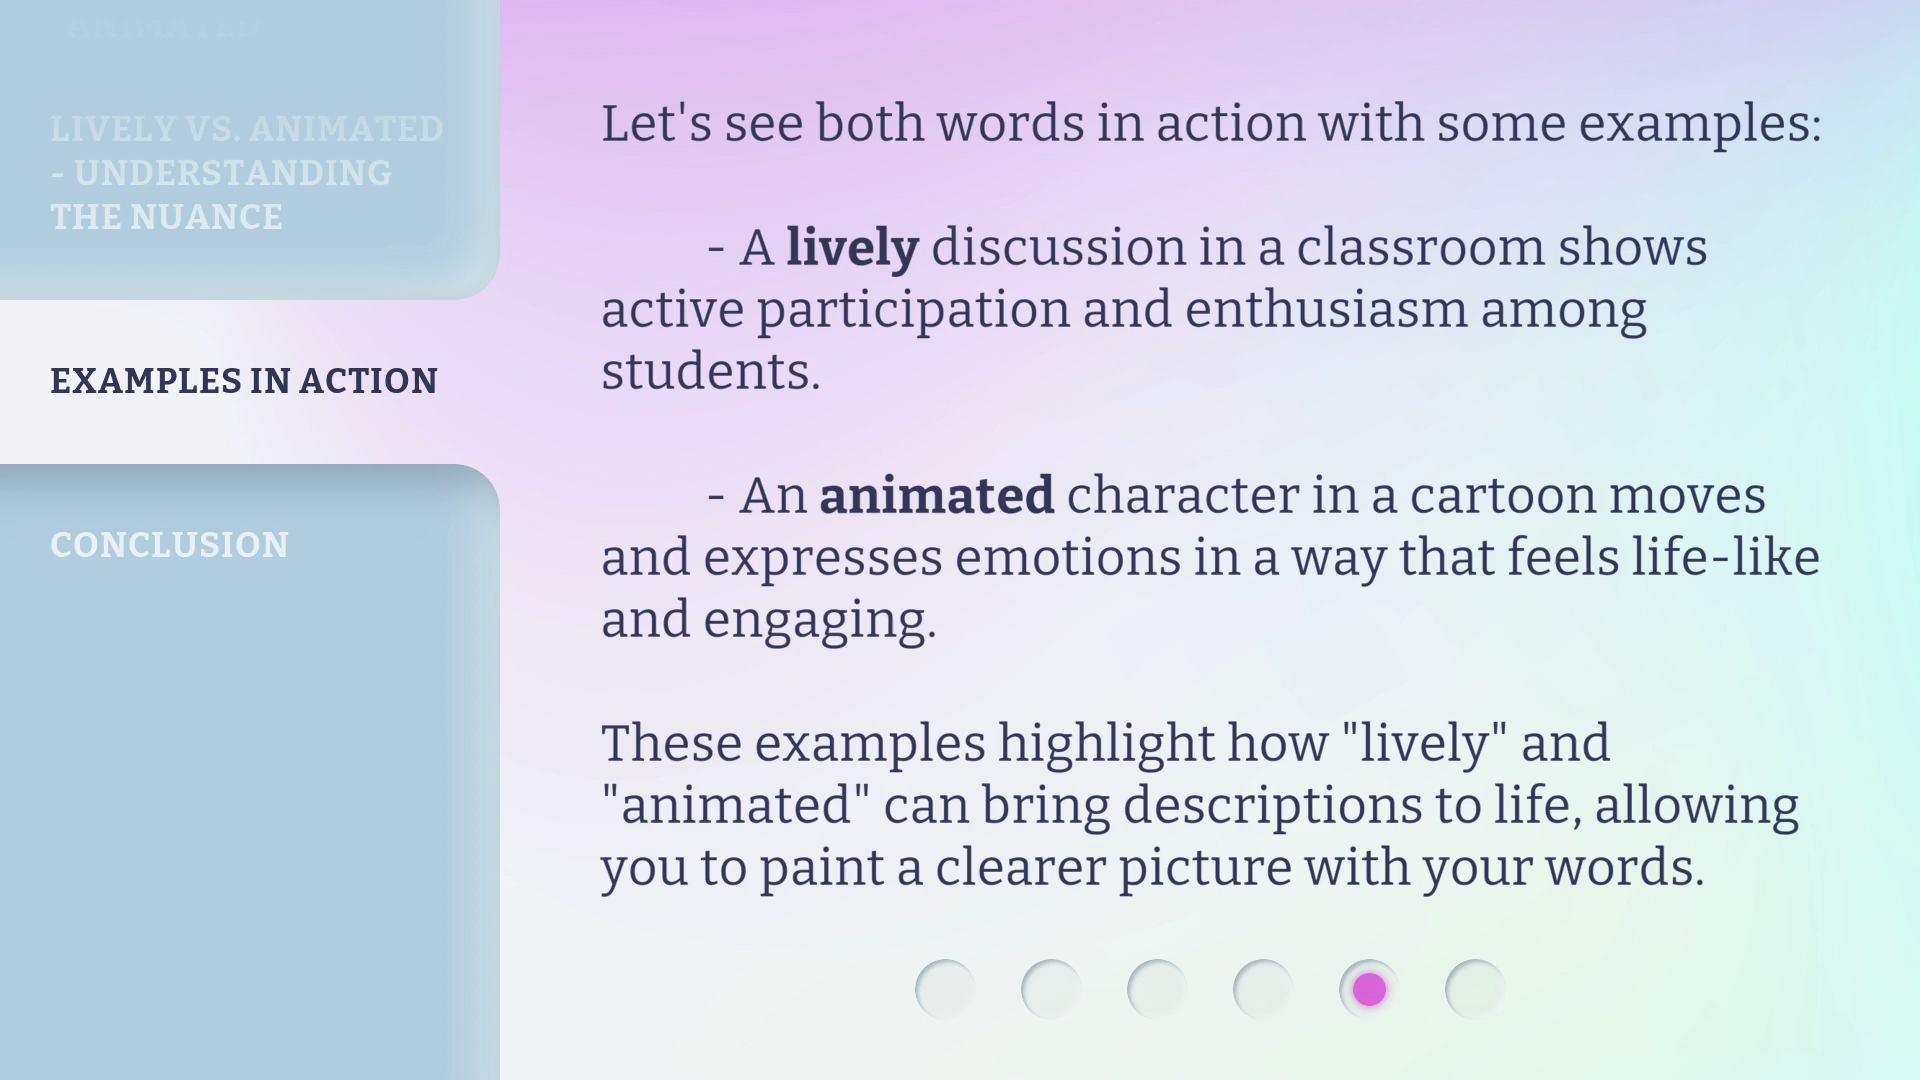 ANIMATED
LIVELY VS. ANIMATED
- UNDERSTANDING
THE NUANCE
EXAMPLES IN ACTION
CONCLUSION
Let's see both words in action with some examples:
- A lively discussion in a classroom shows
active participation and enthusiasm among
students.
- An animated character in a cartoon moves
and expresses emotions in a way that feels life-like
and engaging.
These examples highlight how "lively" and
"animated" can bring descriptions to life, allowing
you to paint a clearer picture with your words.